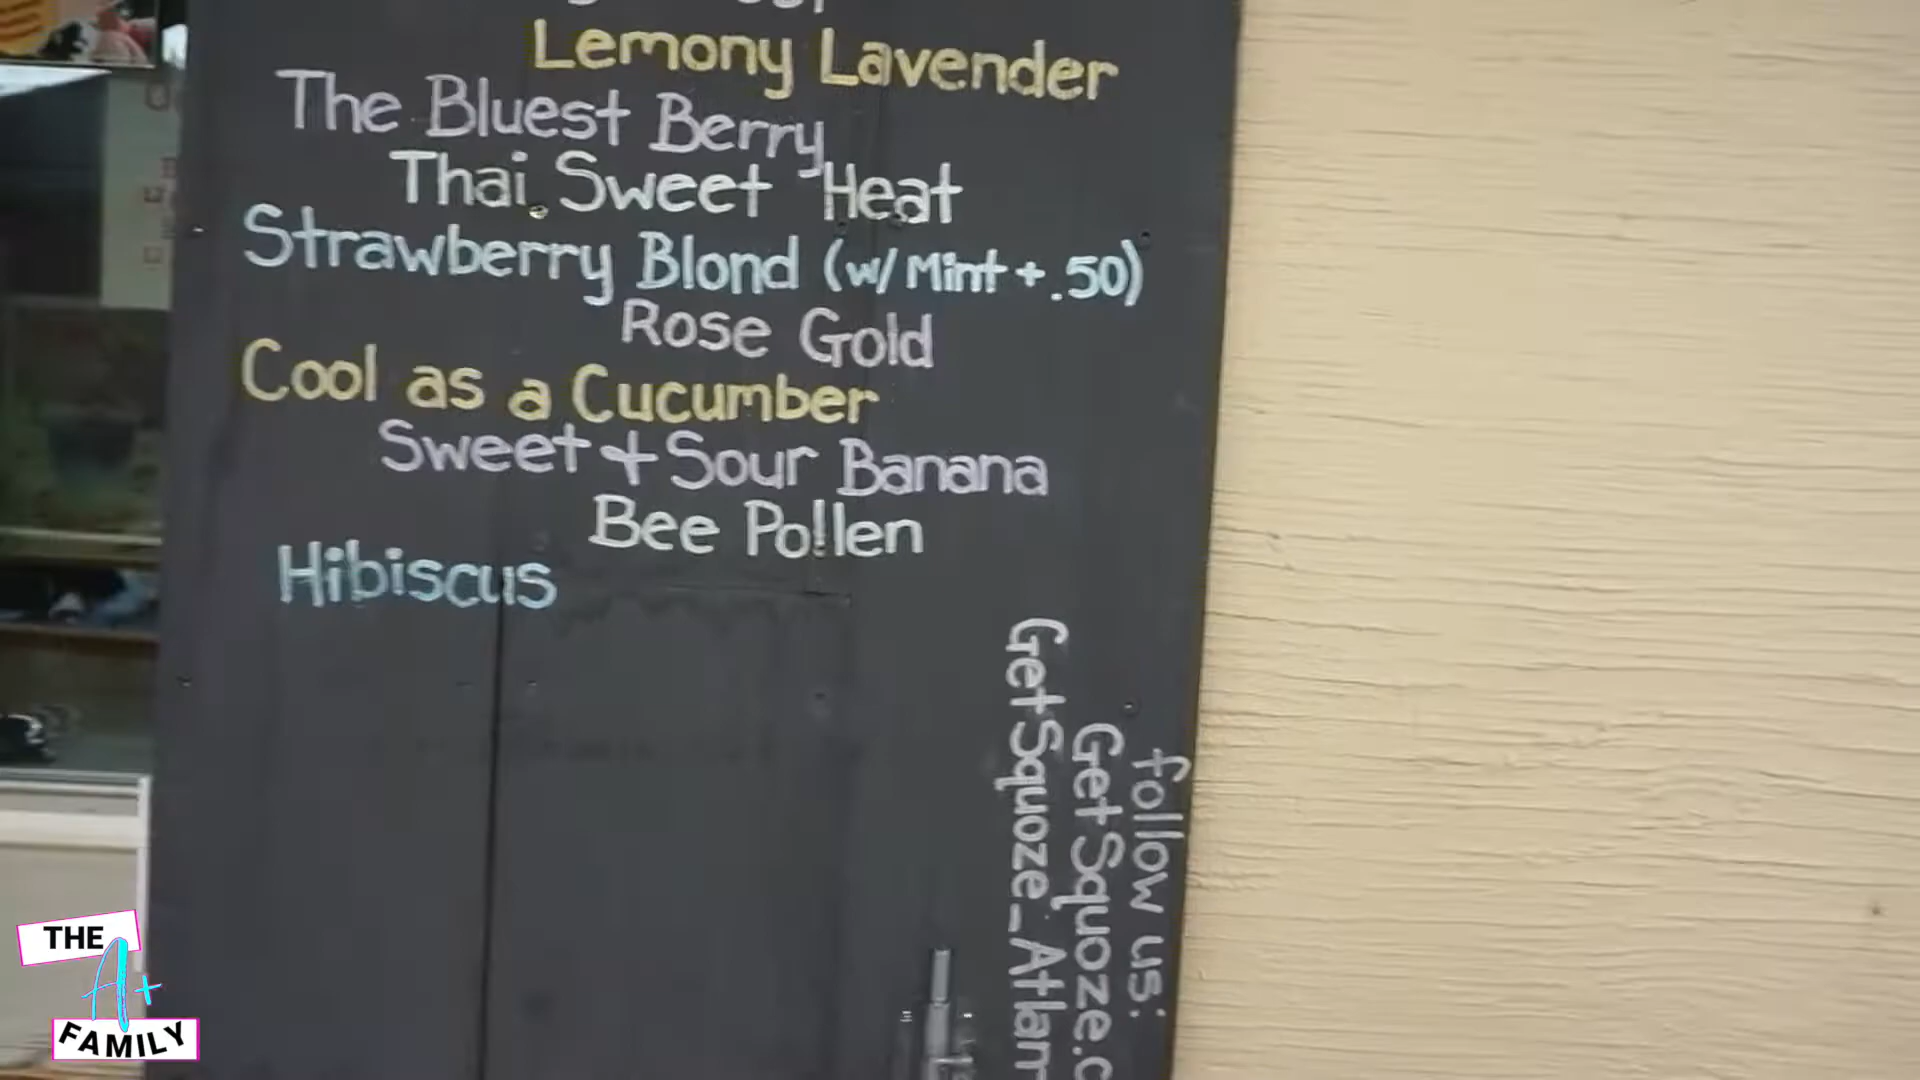 Lemony Lavender
The Bluest Berry
Thai Sweet Heat
Strawberry Blond (w/ Mint + .50)
Rose Gold
Cool as a Cucumber
Sweet + Sour Banana
Bee Pollen
Hibiscus
follow us:
GetSquoze.c
GetSquoze_Atlan
THE
A+
FAMILY